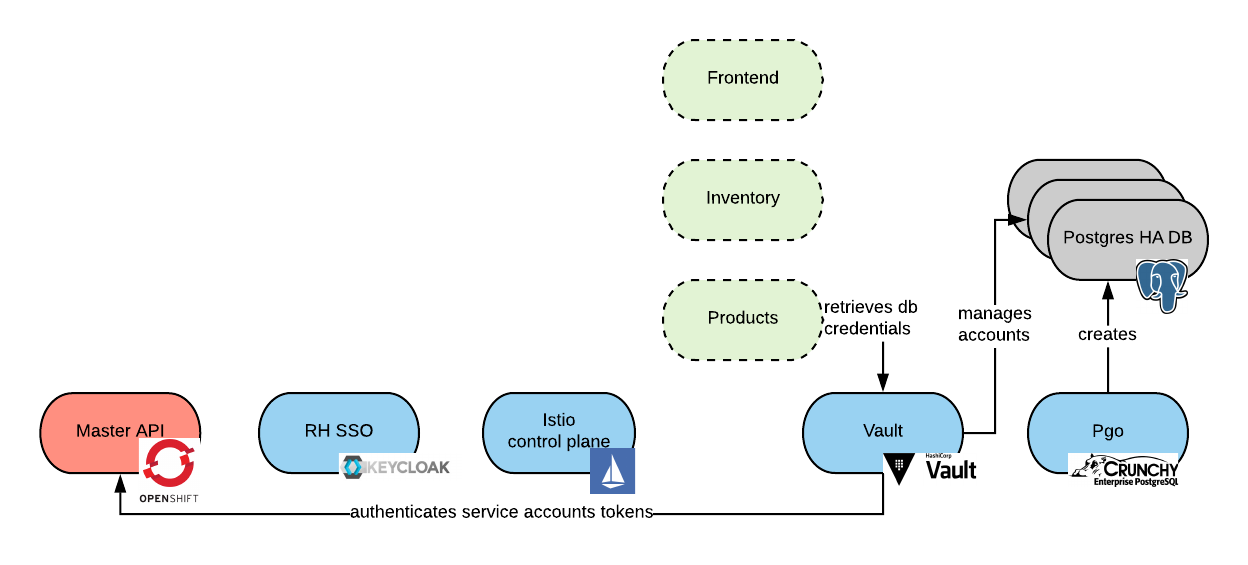 Frontend
Inventory
Postgres HA DB
Products
retrieves db
credentials
manages
accounts
creates
Master API
OPENSHIFT
RH SSO
KEYCLOAK
Istio
control plane
Vault
HashiCorp
Vault
Pgo
CRUNCHY
Enterprise PostgreSQL
authenticates service accounts tokens